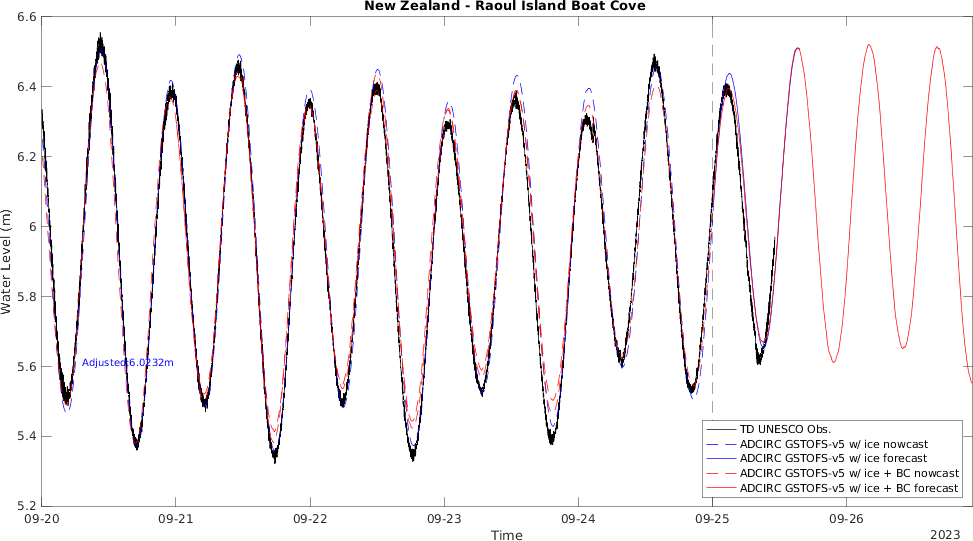 New Zealand - Raoul Island Boat Cove
6.6
6.4
6.2
6
5.8
5.6
5.4
5.2
Water Level (m)
Adjusted:6.0232m
TD UNESCO Obs.
ADCIRC GSTOFS-v5 w/ ice nowcast
ADCIRC GSTOFS-v5 w/ ice forecast
ADCIRC GSTOFS-v5 w/ ice + BC nowcast
ADCIRC GSTOFS-v5 w/ ice + BC forecast
09-20 09-21 09-22 09-23 09-24 09-25 09-26
Time
2023